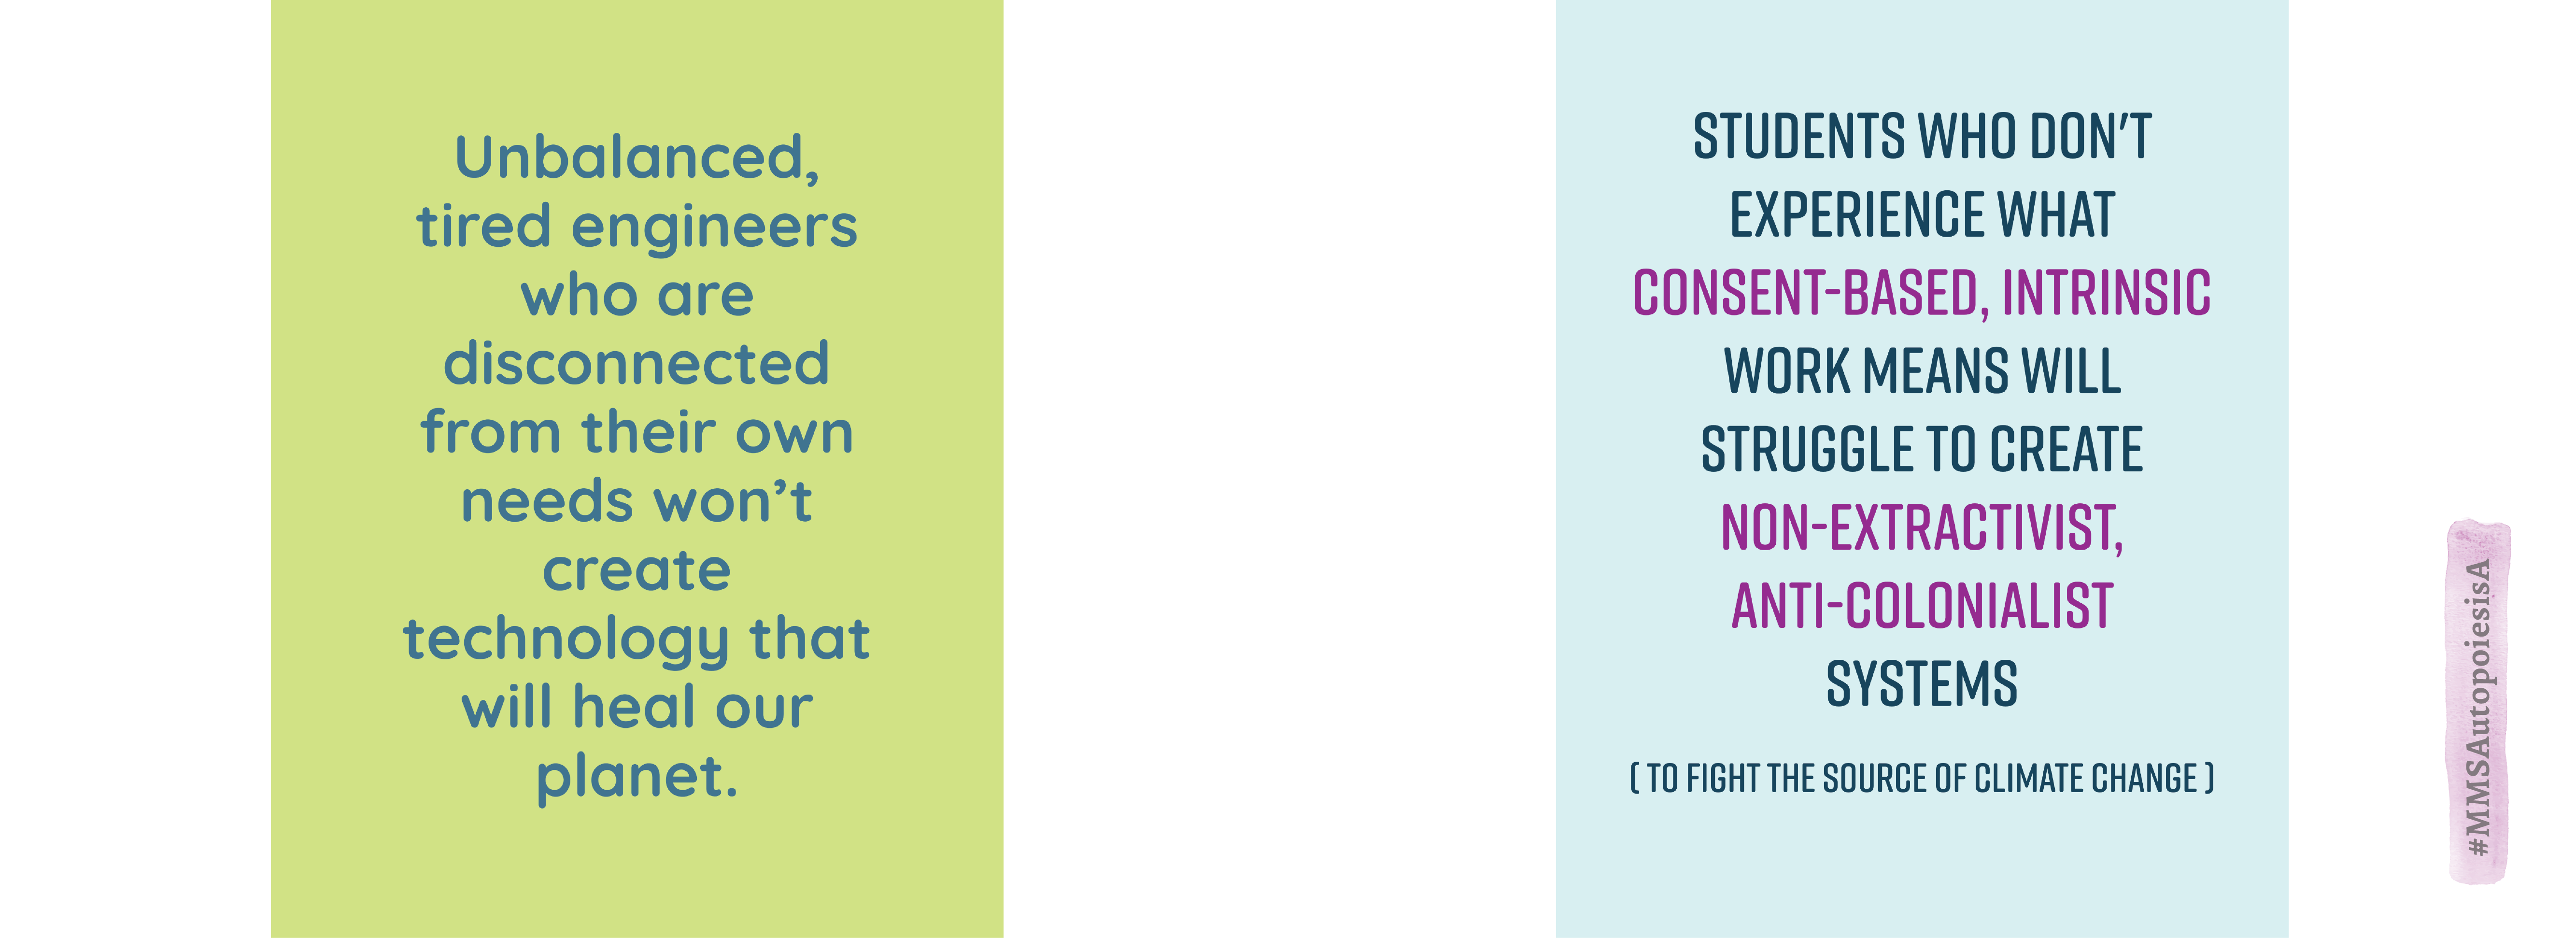 Unbalanced,
tired engineers
who are
disconnected
from their own
needs won’t
create
technology that
will heal our
planet.
STUDENTS WHO DON'T
EXPERIENCE WHAT
CONSENT-BASED, INTRINSIC
WORK MEANS WILL
STRUGGLE TO CREATE
NON-EXTRACTIVIST,
ANTI-COLONIALIST
SYSTEMS
( TO FIGHT THE SOURCE OF CLIMATE CHANGE )
#MMSAutopoiesisA